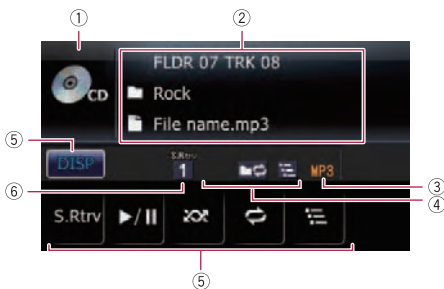 ① ②
FLDR 07 TRK 08
CD
Rock
File name.mp3
⑤ DISP
S.Rtrv
1
MP3 ③
⑥ ④
S.Rtrv ▶/II
⑤